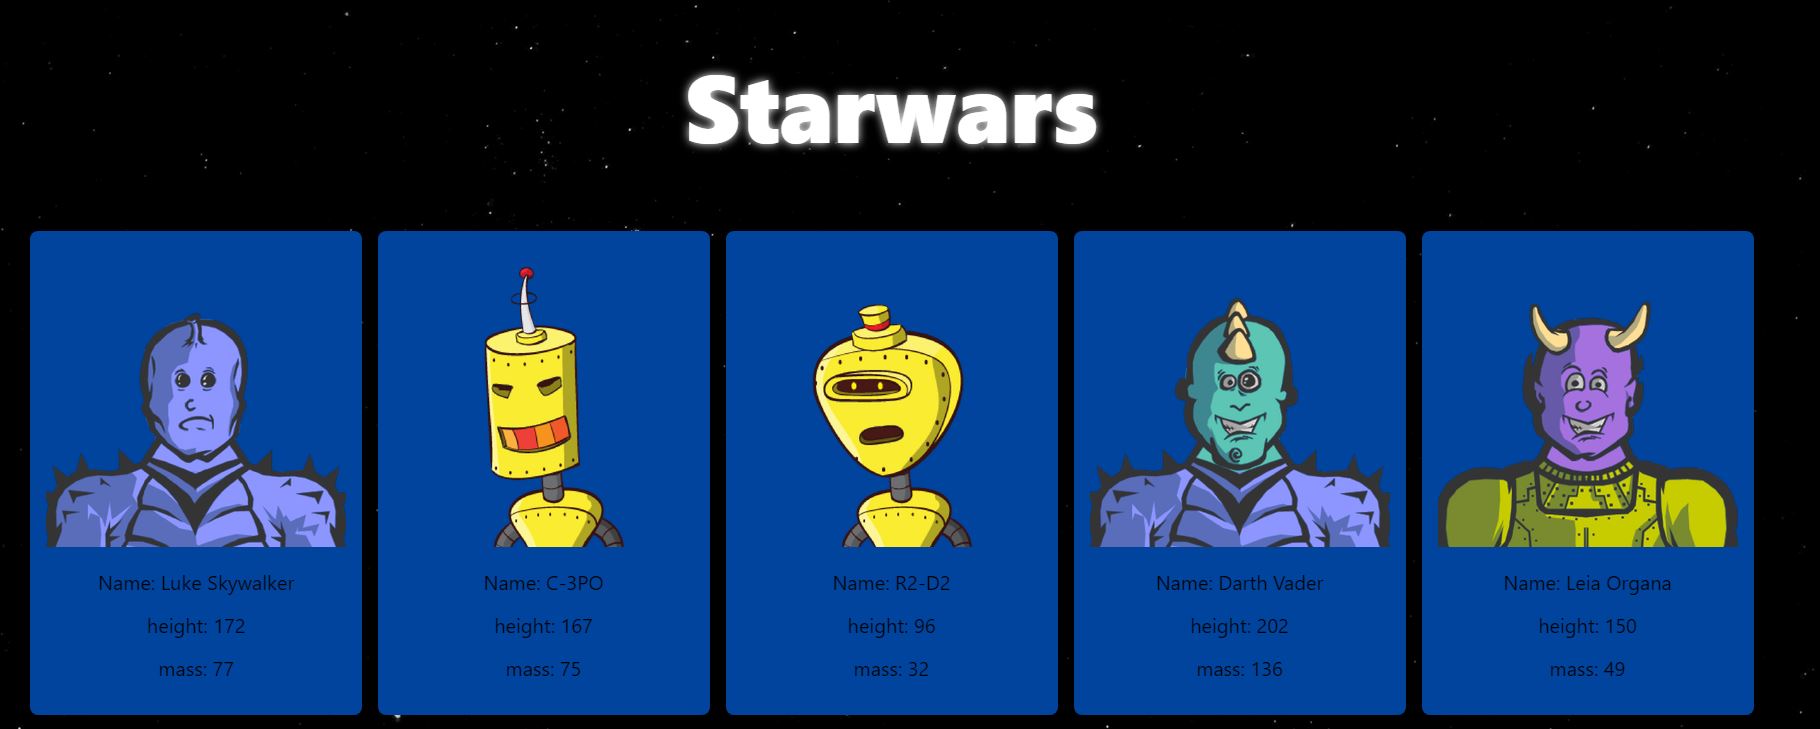 Starwars
Name: Luke Skywalker
height: 172
mass: 77
Name: C-3PO
height: 167
mass: 75
Name: R2-D2
height: 96
mass: 32
Name: Darth Vader
height: 202
mass: 136
Name: Leia Organa
height: 150
mass: 49